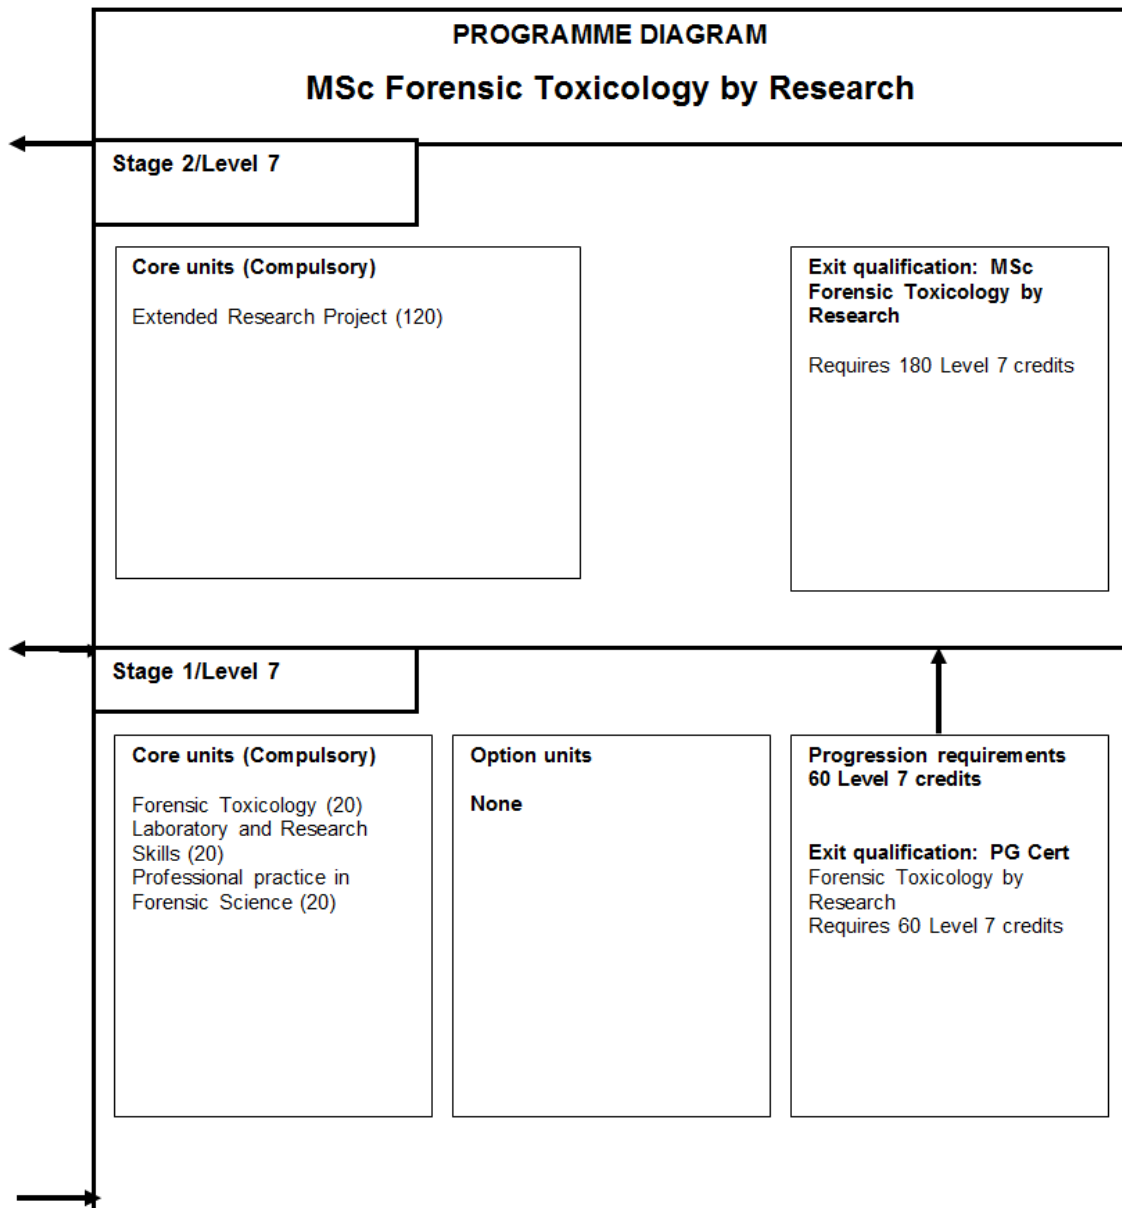 PROGRAMME DIAGRAM
MSc Forensic Toxicology by Research
Stage 2/Level 7
Core units (Compulsory)
Extended Research Project (120)
Exit qualification: MSc
Forensic Toxicology by
Research
Requires 180 Level 7 credits
Stage 1/Level 7
Core units (Compulsory)
Forensic Toxicology (20)
Laboratory and Research
Skills (20)
Professional practice in
Forensic Science (20)
Option units
None
Progression requirements
60 Level 7 credits
Exit qualification: PG Cert
Forensic Toxicology by
Research
Requires 60 Level 7 credits